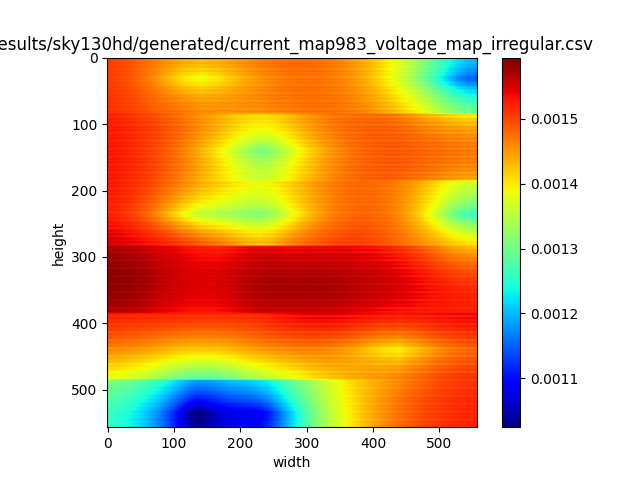 esults/sky130hd/generated/current_map983_voltage_map_irregular.csv
0
100
200
300
400
500
height
0 100 200 300 400 500
width
0.0015
0.0014
0.0013
0.0012
0.0011